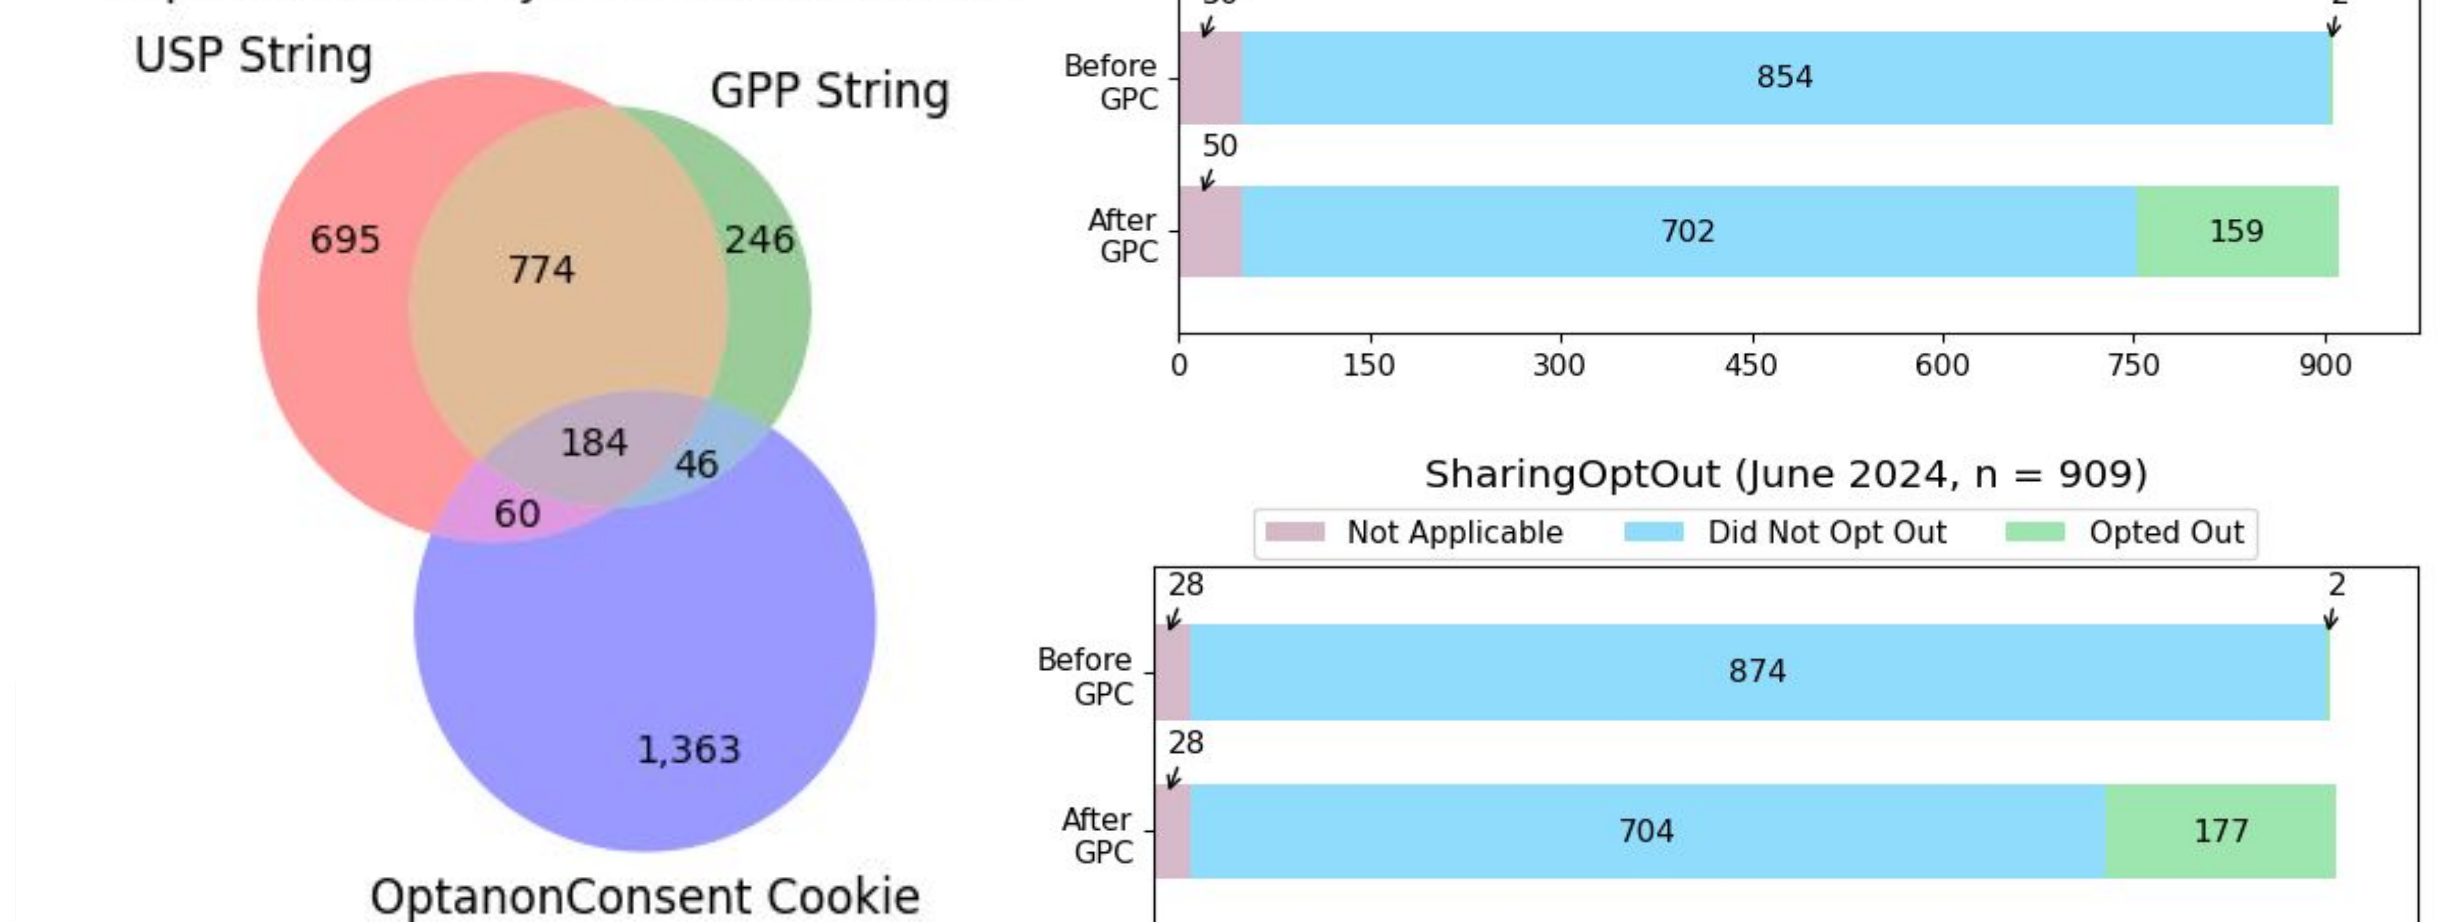 USP String
GPP String
695
774
246
184
46
60
1,363
OptanonConsent Cookie
Before
GPC
854
50
After
GPC
702
159
0 150 300 450 600 750 900
SharingOptOut (June 2024, n = 909)
Not Applicable Did Not Opt Out Opted Out
28
2
Before
GPC
874
28
After
GPC
704
177